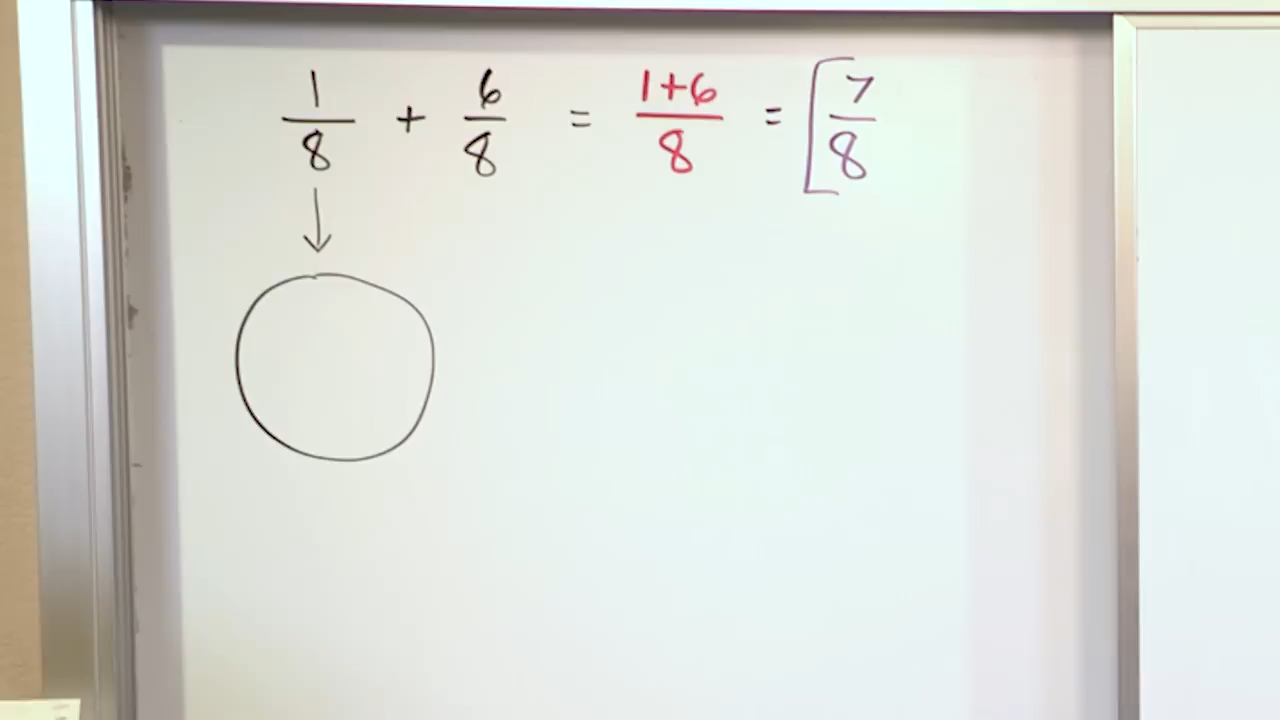 1/8 + 6/8 = 1+6/8 = [7/8